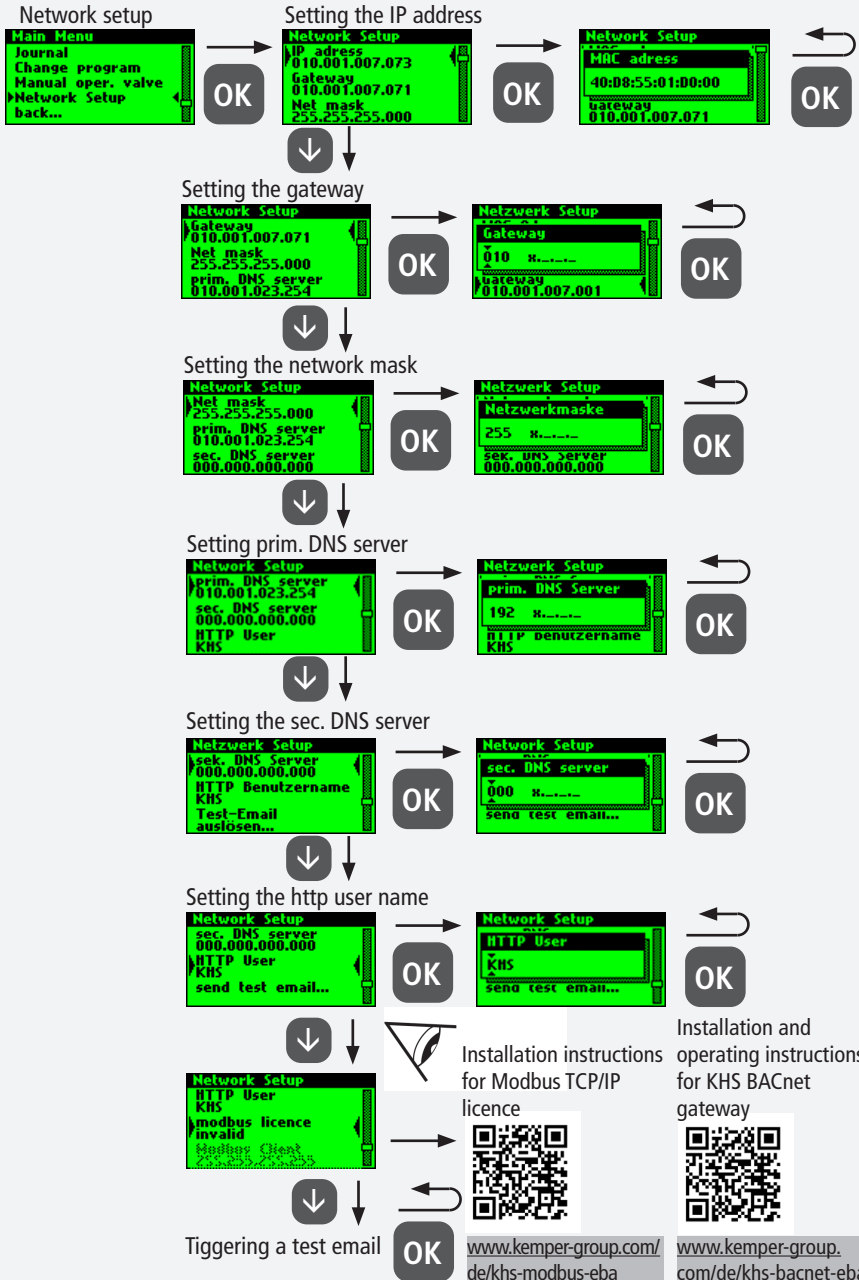 Network setup
Setting the IP address
Main Menu
Journal
Change program
Manual oper. valve
Network Setup
back...
OK
Network Setup
IP adress
010.001.007.073
Gateway
010.001.007.071
Net mask
255.255.255.000
OK
Network Setup
MAC adress
40:D8:55:01:D0:00
Gateway
010.001.007.071
OK
Setting the gateway
Network Setup
Gateway
010.001.007.071
Net mask
255.255.255.000
prim. DNS server
010.001.023.254
OK
Netzwerk Setup
Gateway
010 x._._._
Gateway
010.001.007.001
OK
Setting the network mask
Network Setup
Net mask
255.255.255.000
prim. DNS server
010.001.023.254
sec. DNS server
000.000.000.000
OK
Netzwerk Setup
Netzwerkmaske
255 x._._._
sek. DNS Server
000.000.000.000
OK
Setting prim. DNS server
Network Setup
prim. DNS server
010.001.023.254
sec. DNS server
000.000.000.000
HTTP User
KHS
OK
Netzwerk Setup
prim. DNS Server
192 x._._._
HTTP Benutzername
KHS
OK
Setting the sec. DNS server
Netzwerk Setup
sek. DNS Server
000.000.000.000
HTTP Benutzername
KHS
Test-Email
auslösen...
OK
Network Setup
sec. DNS server
000 x._._._
send test email...
OK
Setting the http user name
Network Setup
sec. DNS server
000.000.000.000
HTTP User
KHS
send test email...
OK
Network Setup
HTTP User
KHS
send test email...
OK
Network Setup
HTTP User
KHS
modbus licence
invalid
Modbus Client
255.255.255.255
Installation instructions
for Modbus TCP/IP
licence
www.kemper-group.com/
de/khs-modbus-eba
Installation and
operating instructions
for KHS BACnet
gateway
www.kemper-group.
com/de/khs-bacnet-eba
Tiggering a test email
OK